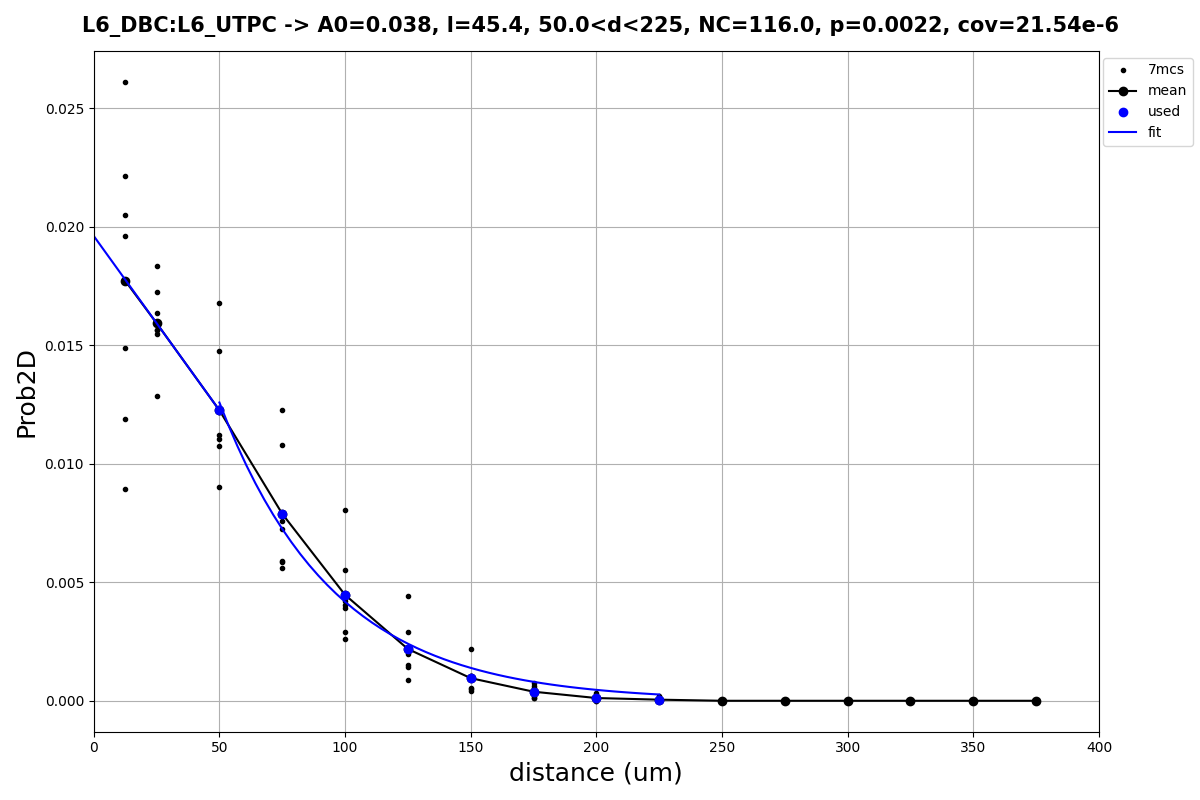 L6_DBC:L6_UTPC -> A0=0.038, l=45.4, 50.0<d<225, NC=116.0, p=0.0022, cov=21.54e-6
7mcs
mean
used
fit
0.025
0.020
0.015
0.010
0.005
0.000
Prob2D
0 50 100 150 200 250 300 350 400
distance (um)